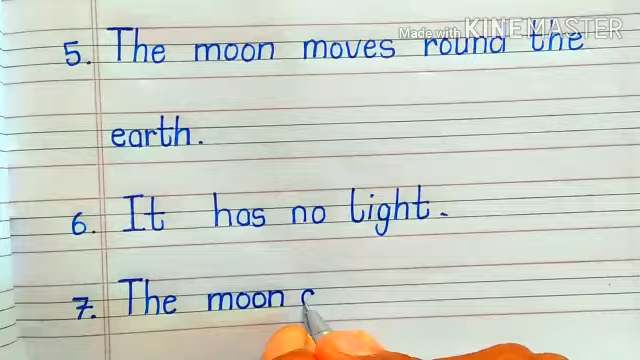 Made with KINEMASTER
5. The moon moves round the
earth.
6. It has no light.
7. The moon